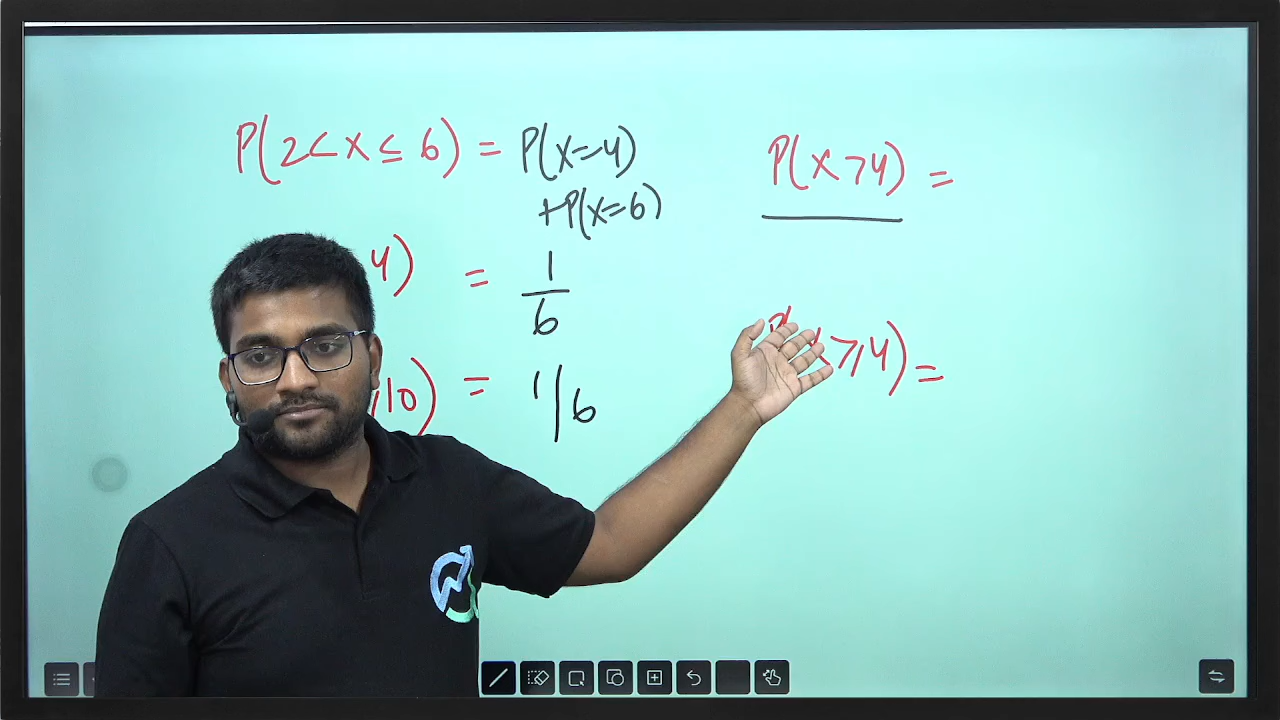 P(2<x≤6) = P(x=4)
+P(x=6)
4) = 1/6
,10) = 1/6
P(x>4) =
P(x≥4) =